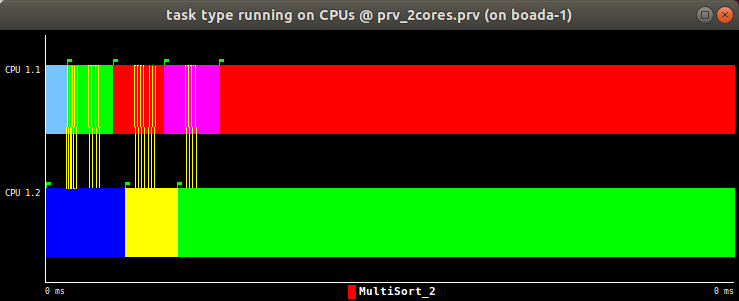 task type running on CPUs @ prv_2cores.prv (on boada-1)
CPU 1.1
CPU 1.2
0 ms
MultiSort_2
0 ms